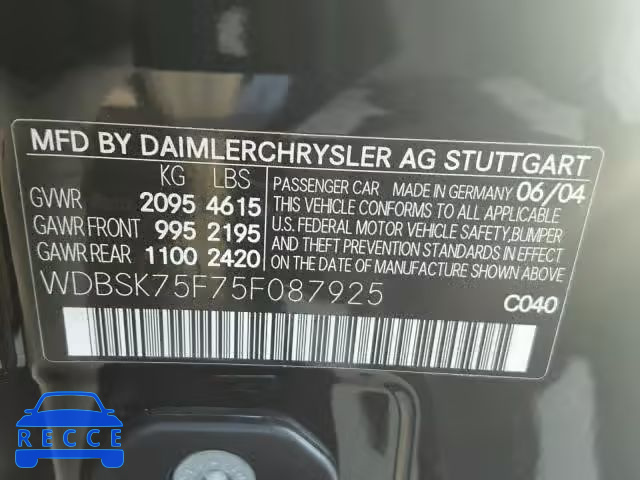 MFD BY DAIMLERCHRYSLER AG STUTTGART
KG LBS
GVWR 2095 4615
GAWR FRONT 995 2195
GAWR REAR 1100 2420
PASSENGER CAR MADE IN GERMANY 06/04
THIS VEHICLE CONFORMS TO ALL APPLICABLE
U.S. FEDERAL MOTOR VEHICLE SAFETY, BUMPER
AND THEFT PREVENTION STANDARDS IN EFFECT
ON THE DATE OF MANUFACTURE SHOWN ABOVE.
WDBSK75F75F087925
C040
RECCE